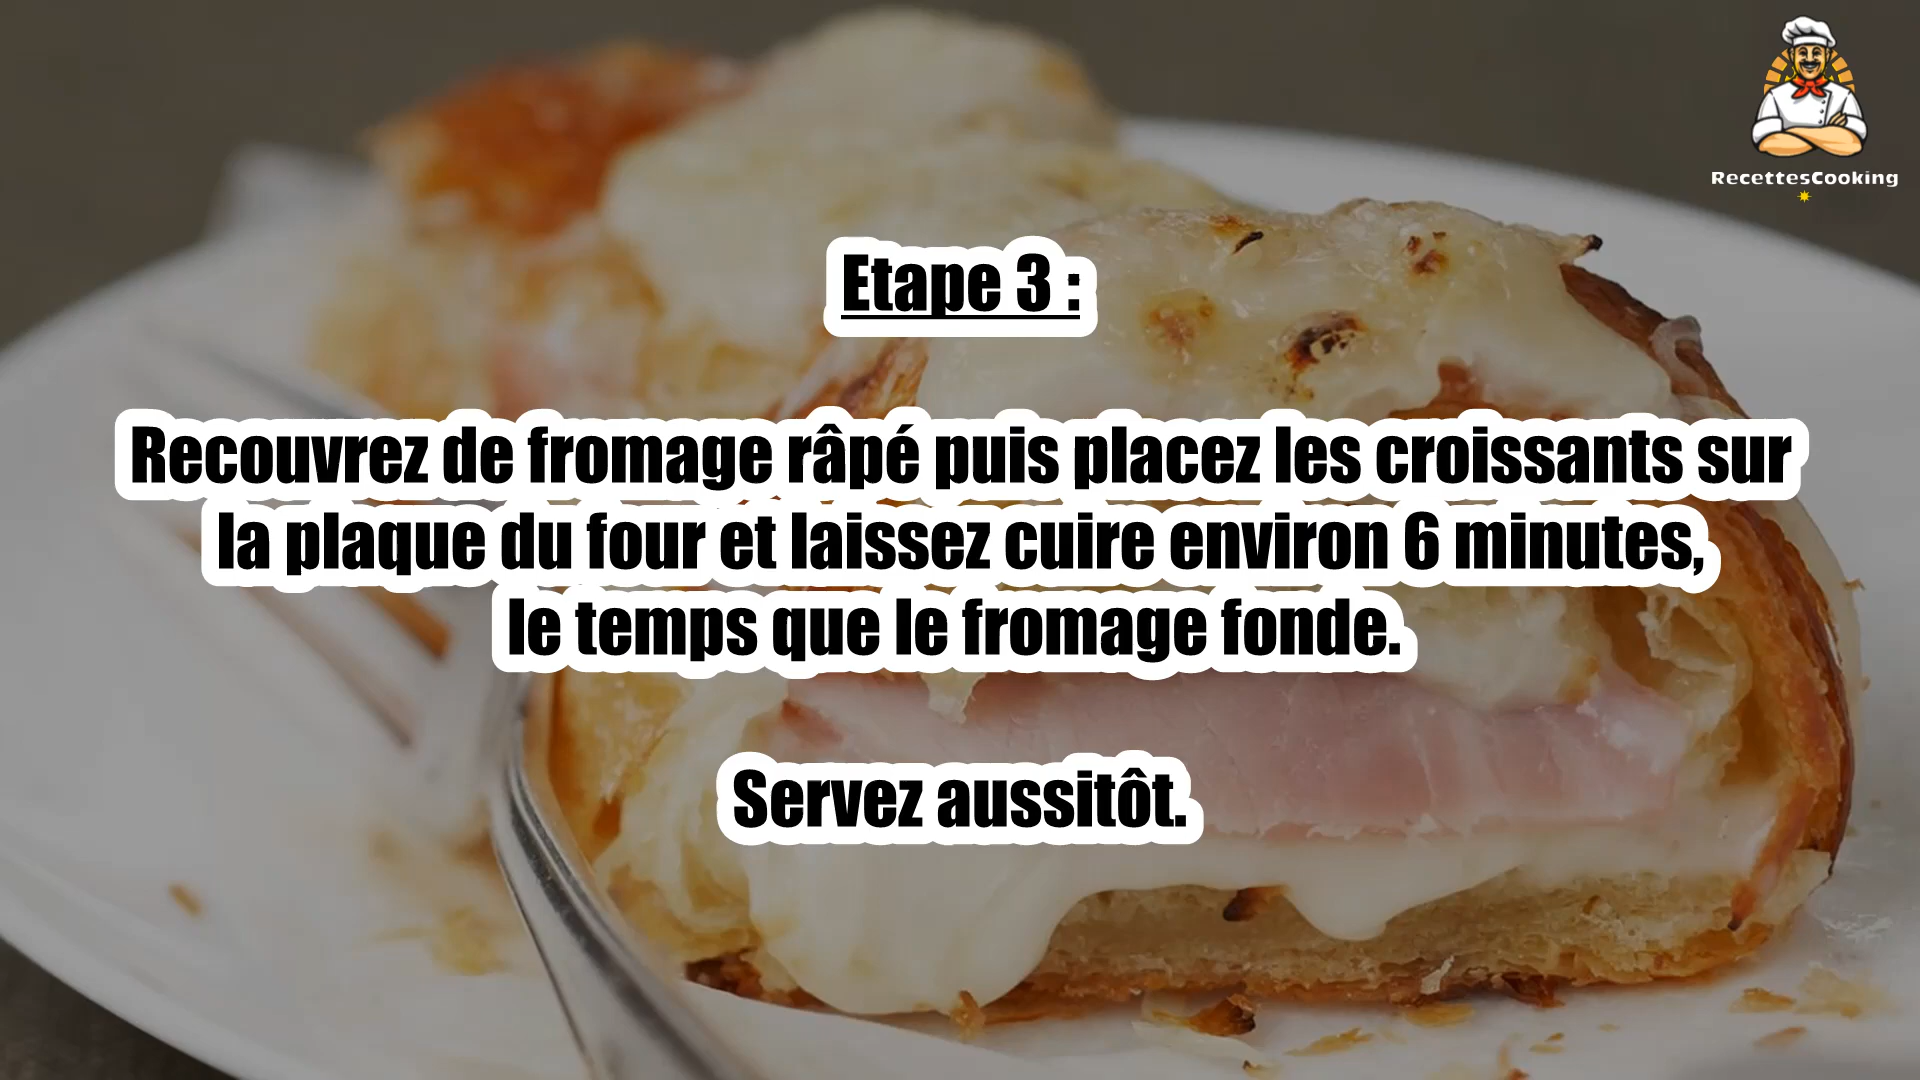 RecettesCooking
Etape 3 :
Recouvrez de fromage râpé puis placez les croissants sur
la plaque du four et laissez cuire environ 6 minutes,
le temps que le fromage fonde.
Servez aussitôt.